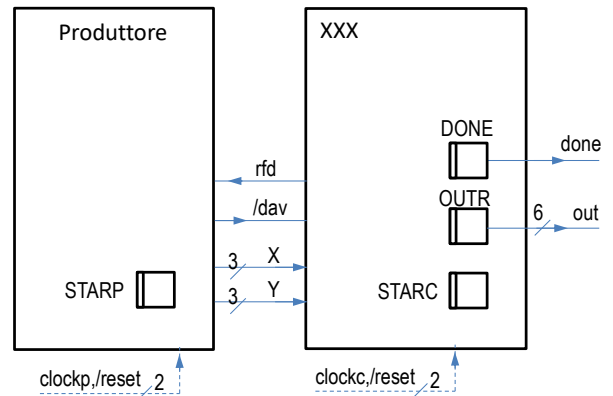 Produttore
XXX
DONE
done
rfd
OUTR
/dav
6
out
3
X
STARP
3
Y
STARC
clockp,/reset
2
clockc,/reset
2